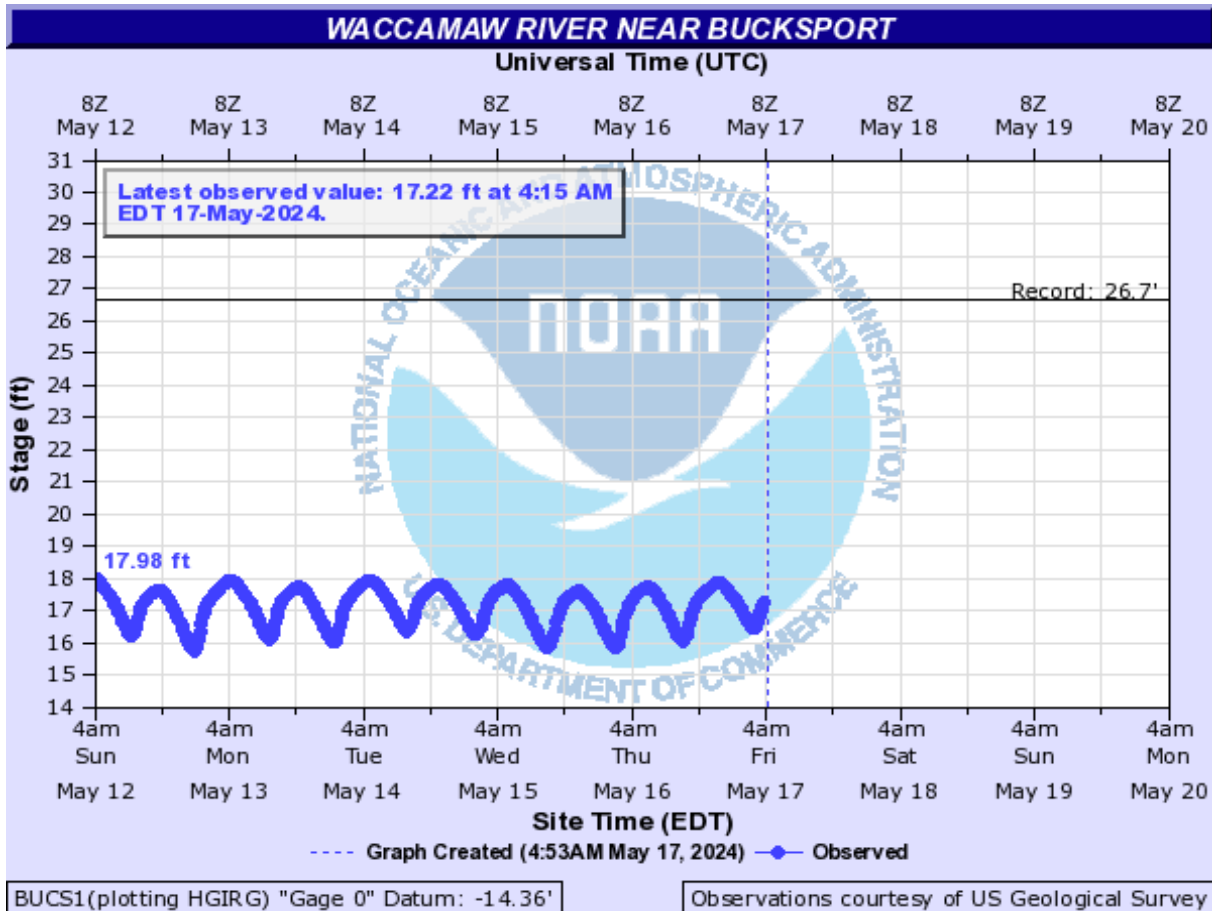 WACCAMAW RIVER NEAR BUCKSPORT
Universal Time (UTC)
8Z 8Z 8Z 8Z 8Z 8Z 8Z 8Z 8Z
May 12 May 13 May 14 May 15 May 16 May 17 May 18 May 19 May 20
Latest observed value: 17.22 ft at 4:15 AM
EDT 17-May-2024.
31
30
29
28
27
26
25
24
23
22
21
20
19
18
17
16
15
14
Stage (ft)
Record: 26.7'
17.98 ft
NATIONAL OCEANIC AND ATMOSPHERIC ADMINISTRATION
NOAA
U.S. DEPARTMENT OF COMMERCE
4am 4am 4am 4am 4am 4am 4am 4am 4am
Sun Mon Tue Wed Thu Fri Sat Sun Mon
May 12 May 13 May 14 May 15 May 16 May 17 May 18 May 19 May 20
Site Time (EDT)
Graph Created (4:53AM May 17, 2024) Observed
BUCS1(plotting HGIRG) "Gage 0" Datum: -14.36'
Observations courtesy of US Geological Survey